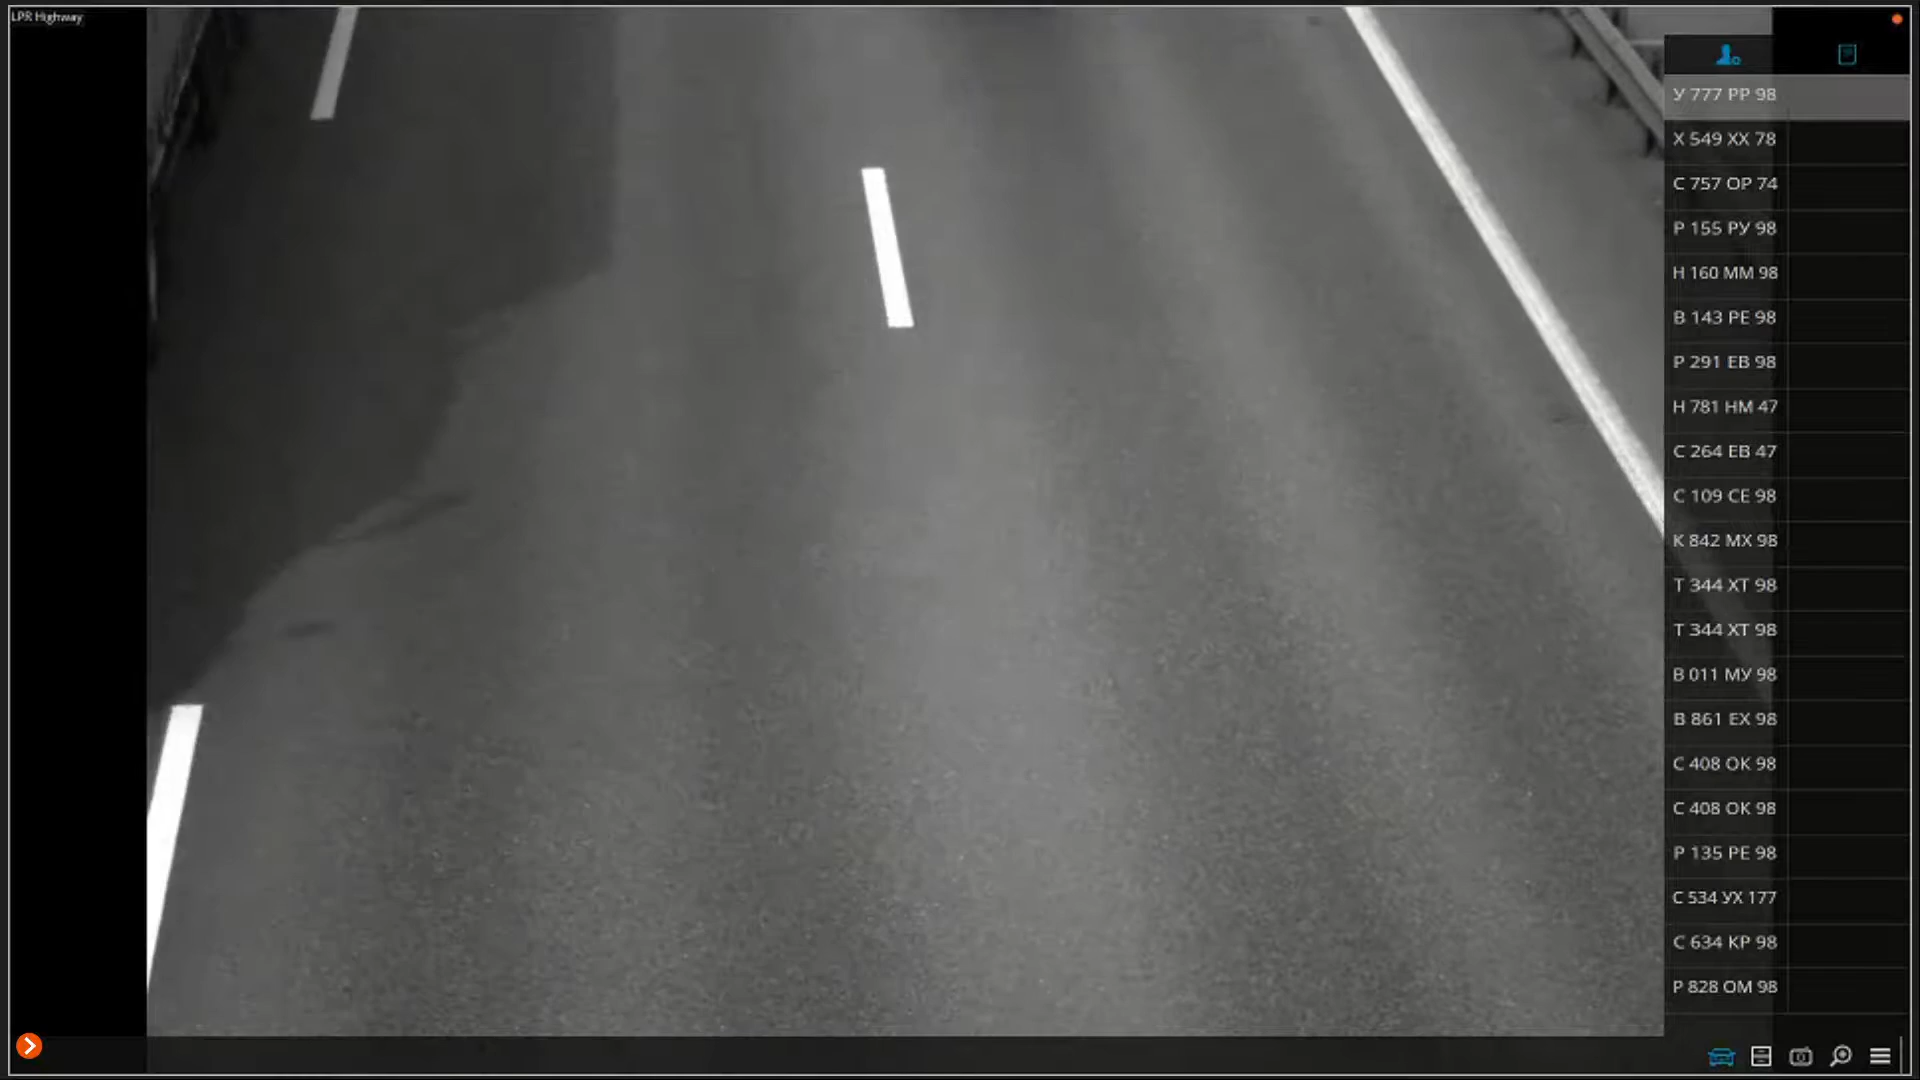 LPR Highway
У 777 РР 98
Х 549 ХХ 78
С 757 ОР 74
Р 155 РУ 98
Н 160 ММ 98
В 143 РЕ 98
Р 291 ЕВ 98
Н 781 НМ 47
С 264 ЕВ 47
С 109 СЕ 98
К 842 МХ 98
Т 344 ХТ 98
Т 344 ХТ 98
В 011 МУ 98
В 861 ЕХ 98
С 408 ОК 98
С 408 ОК 98
Р 135 РЕ 98
С 534 УХ 177
С 634 КР 98
Р 828 ОМ 98